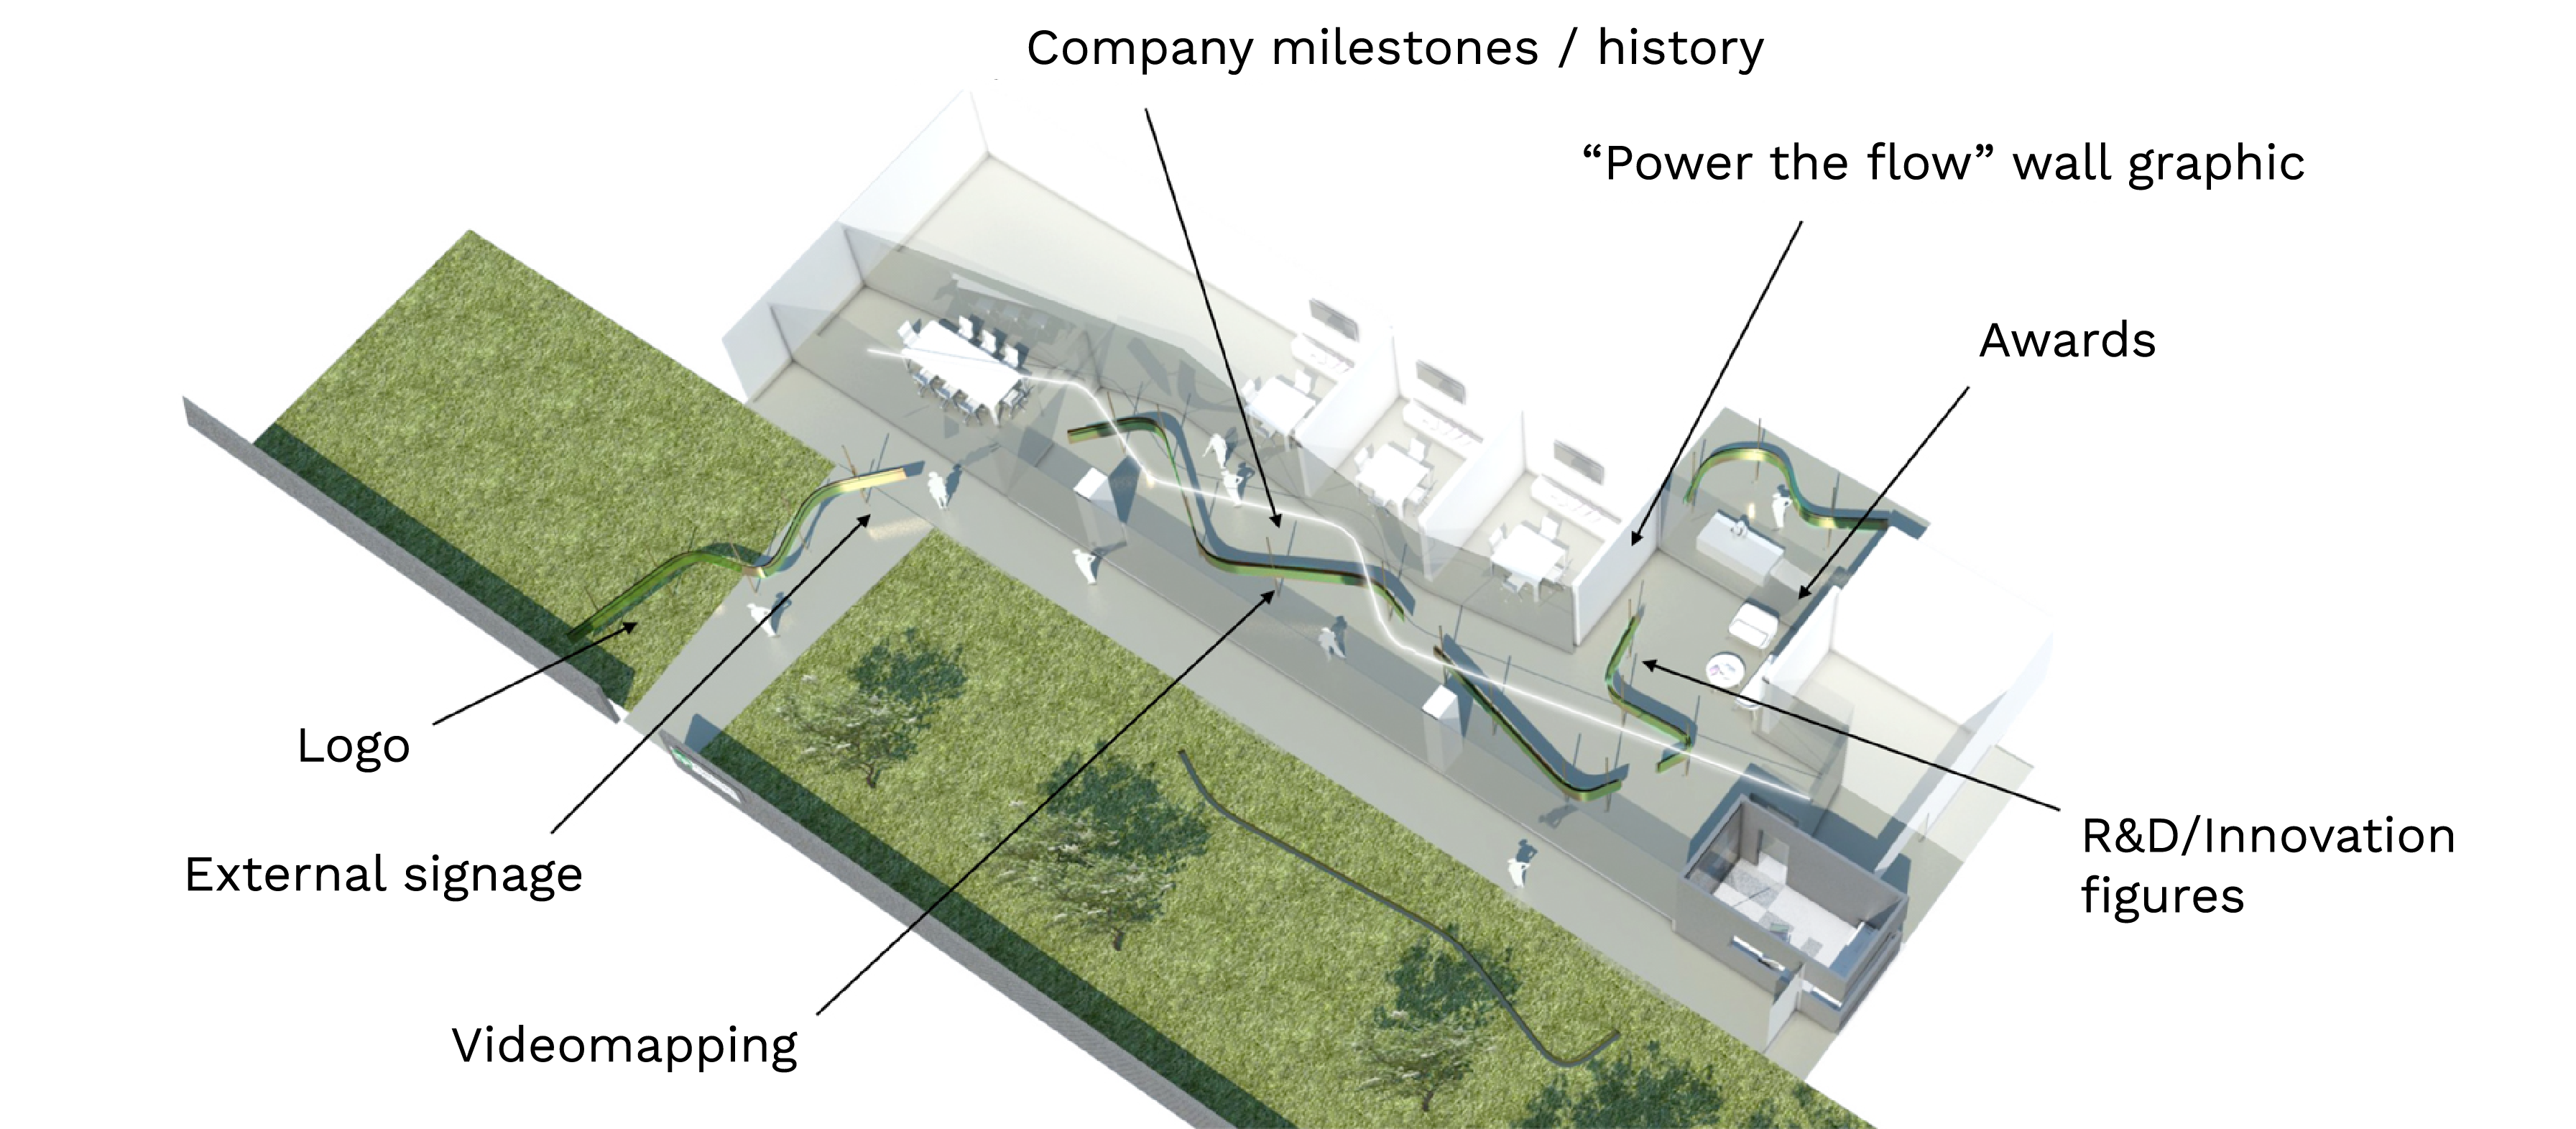 Company milestones / history
“Power the flow” wall graphic
Awards
Logo
External signage
R&D/Innovation
figures
Videomapping